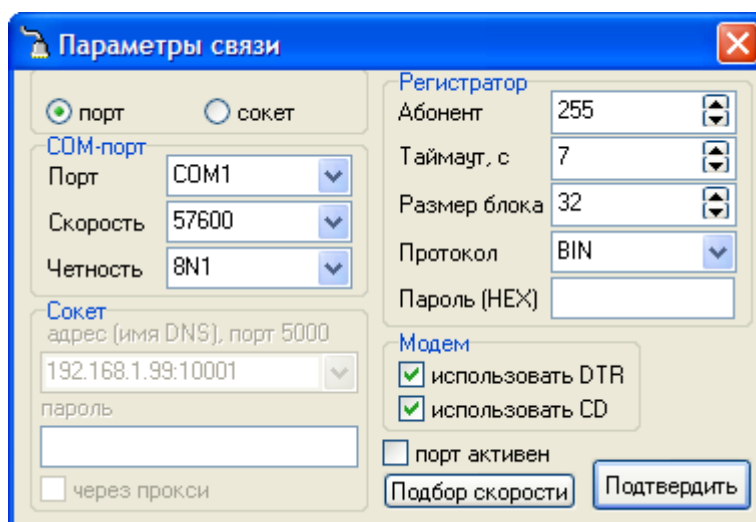 Параметры связи
порт
сокет
COM-порт
Порт
COM1
Скорость
57600
Четность
8N1
Сокет
адрес (имя DNS), порт 5000
192.168.1.99:10001
пароль
через прокси
Регистратор
Абонент
255
Таймаут, с
7
Размер блока
32
Протокол
BIN
Пароль (HEX)
Модем
использовать DTR
использовать CD
порт активен
Подбор скорости
Подтвердить